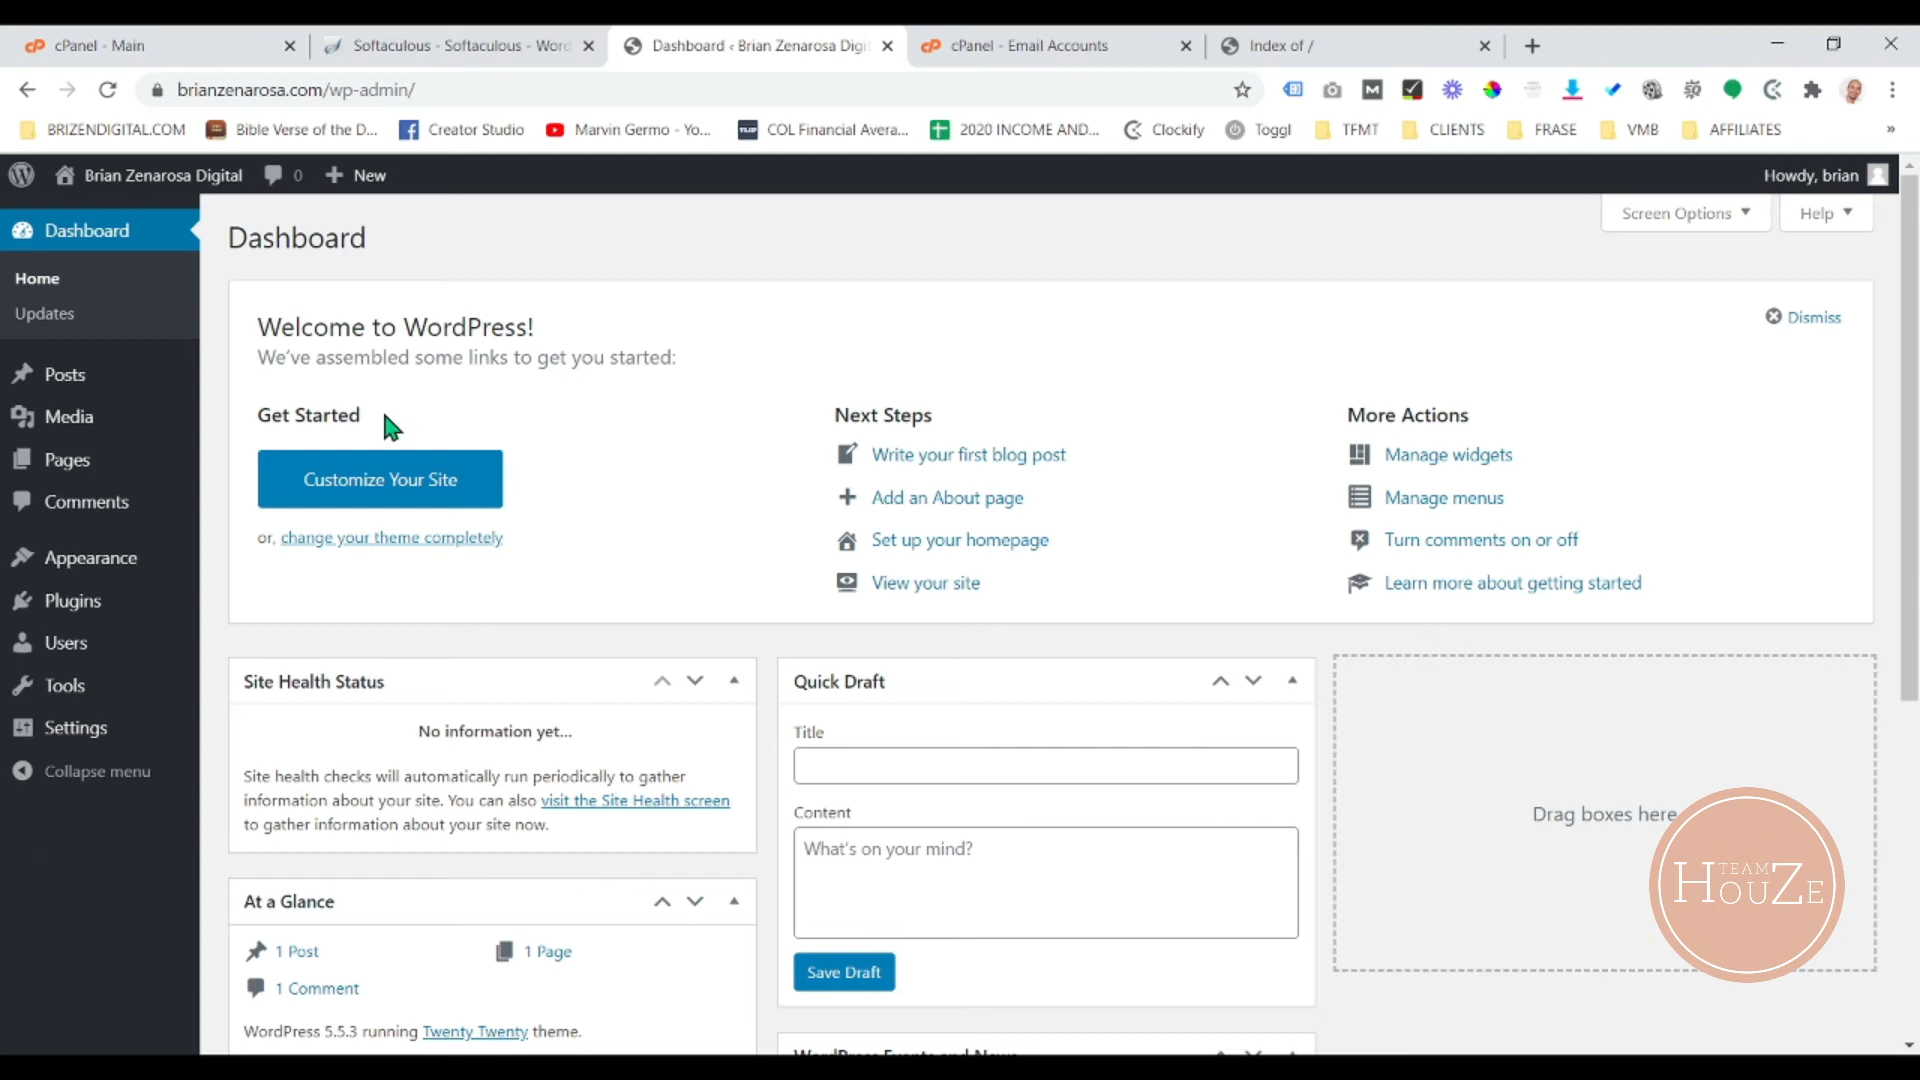 cPanel - Main
Softaculous - Softaculous - Word
Dashboard ‹ Brian Zenarosa Digi
cPanel - Email Accounts
Index of /
brianzenarosa.com/wp-admin/
BRIZENDIGITAL.COM
Bible Verse of the D...
Creator Studio
Marvin Germo - Yo...
COL Financial Avera...
2020 INCOME AND...
Clockify
Toggl
TFMT
CLIENTS
FRASE
VMB
AFFILIATES
»
Brian Zenarosa Digital
0
New
Howdy, brian
Screen Options
Help
Dashboard
Home
Updates
Posts
Media
Pages
Comments
Appearance
Plugins
Users
Tools
Settings
Collapse menu
Dashboard
Welcome to WordPress!
We've assembled some links to get you started:
Dismiss
Get Started
Customize Your Site
or, change your theme completely
Next Steps
Write your first blog post
Add an About page
Set up your homepage
View your site
More Actions
Manage widgets
Manage menus
Turn comments on or off
Learn more about getting started
Site Health Status
No information yet...
Site health checks will automatically run periodically to gather
information about your site. You can also visit the Site Health screen
to gather information about your site now.
At a Glance
1 Post
1 Page
1 Comment
WordPress 5.5.3 running Twenty Twenty theme.
Quick Draft
Title
Content
What's on your mind?
Save Draft
WordPress Events and News
Drag boxes here
TEAM
HOUZE